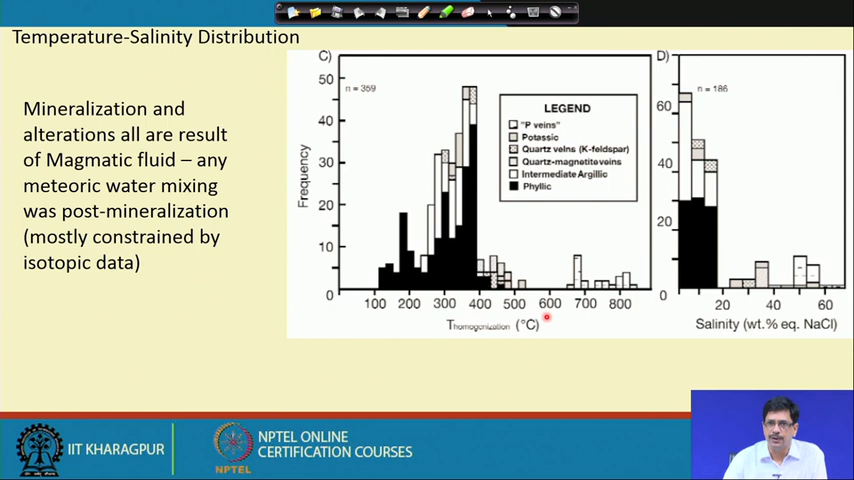 Temperature-Salinity Distribution
Mineralization and
alterations all are result
of Magmatic fluid – any
meteoric water mixing
was post-mineralization
(mostly constrained by
isotopic data)
C)
n = 359
50
40
30
20
10
0
Frequency
LEGEND
"P veins"
Potassic
Quartz veins (K-feldspar)
Quartz-magnetite veins
Intermediate Argillic
Phyllic
100 200 300 400 500 600 700 800
Thomogenization (°C)
D)
n = 186
60
40
20
0
20 40 60
Salinity (wt.% eq. NaCl)
IIT KHARAGPUR
NPTEL
NPTEL ONLINE
CERTIFICATION COURSES